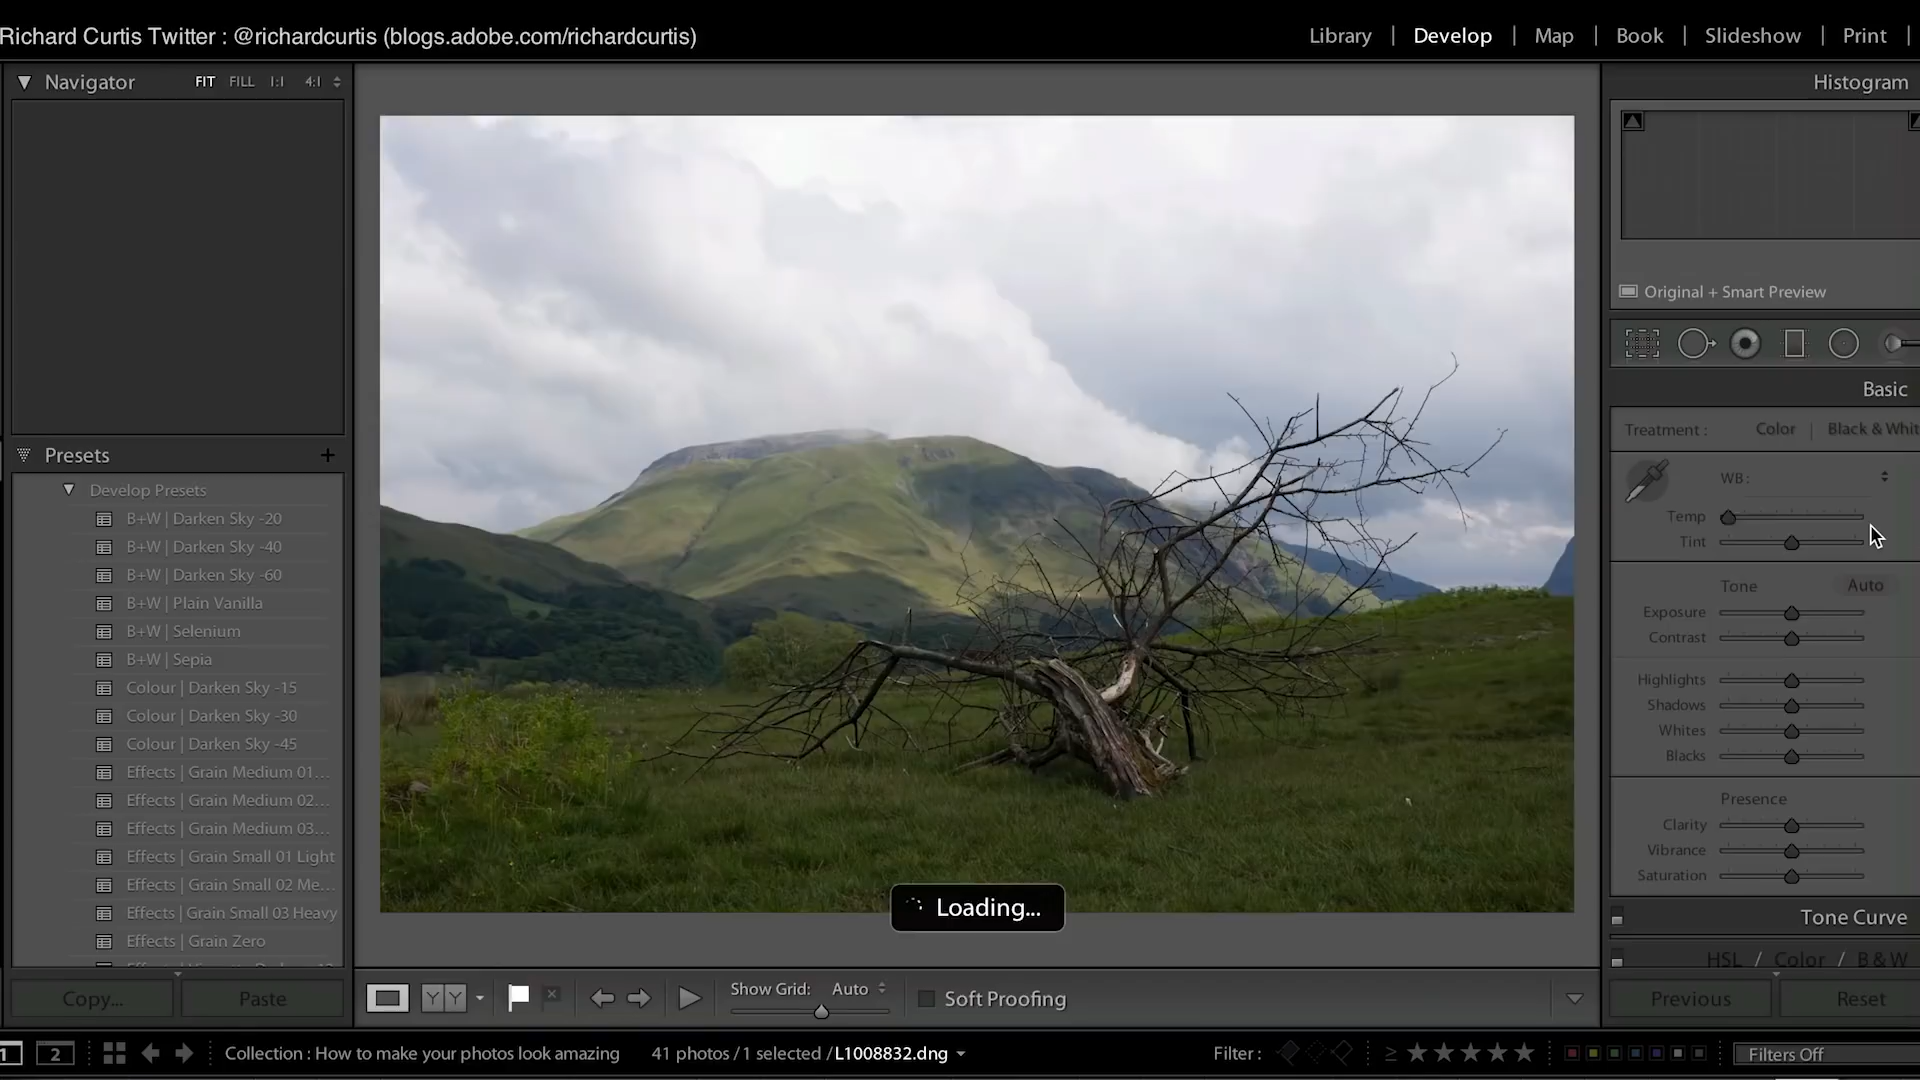 Richard Curtis Twitter : @richardcurtis (blogs.adobe.com/richardcurtis)
Library | Develop | Map | Book | Slideshow | Print |
Navigator FIT FILL 1:1 4:1
Histogram
Original + Smart Preview
Basic
Treatment : Color | Black & Whit
WB :
Temp
Tint
Tone Auto
Exposure
Contrast
Highlights
Shadows
Whites
Blacks
Presence
Clarity
Vibrance
Saturation
Tone Curve
HSL / Color / B & W
Previous Reset
Presets +
Develop Presets
B+W | Darken Sky -20
B+W | Darken Sky -40
B+W | Darken Sky -60
B+W | Plain Vanilla
B+W | Selenium
B+W | Sepia
Colour | Darken Sky -15
Colour | Darken Sky -30
Colour | Darken Sky -45
Effects | Grain Medium 01...
Effects | Grain Medium 02...
Effects | Grain Medium 03...
Effects | Grain Small 01 Light
Effects | Grain Small 02 Me...
Effects | Grain Small 03 Heavy
Effects | Grain Zero
Copy... Paste
Loading...
Y Y
Show Grid: Auto
Soft Proofing
1 2
Collection : How to make your photos look amazing
41 photos / 1 selected / L1008832.dng
Filter : ≥
Filters Off